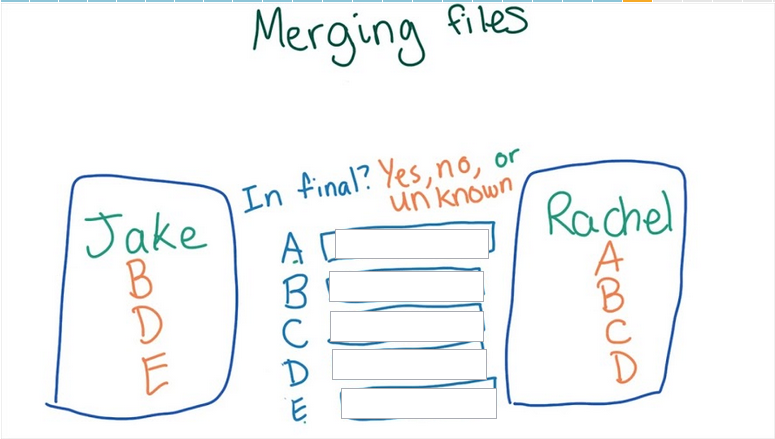 Merging files
In final? Yes, no, or
unknown
Jake
B
D
E
A
B
C
D
E
Rachel
A
B
C
D